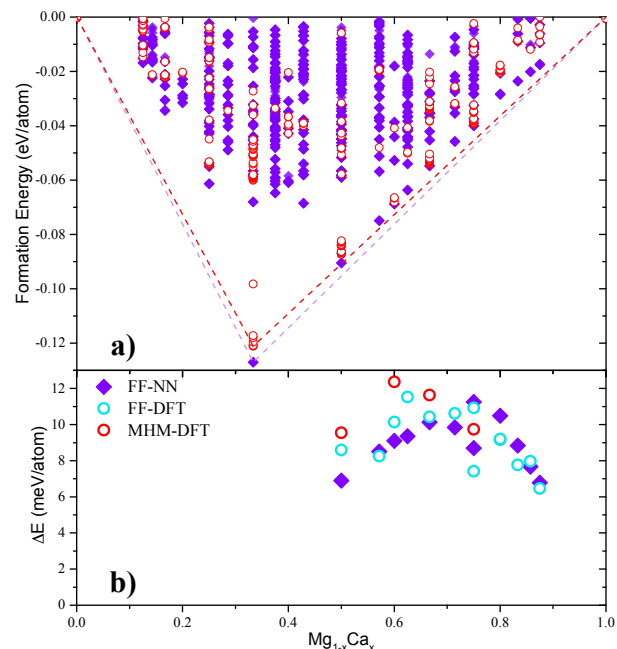 0.00
-0.02
-0.04
-0.06
-0.08
-0.10
-0.12
Formation Energy (eV/atom)
a)
12
10
8
6
4
2
0
ΔE (meV/atom)
FF-NN
FF-DFT
MHM-DFT
b)
0.0 0.2 0.4 0.6 0.8 1.0
Mg1-xCax